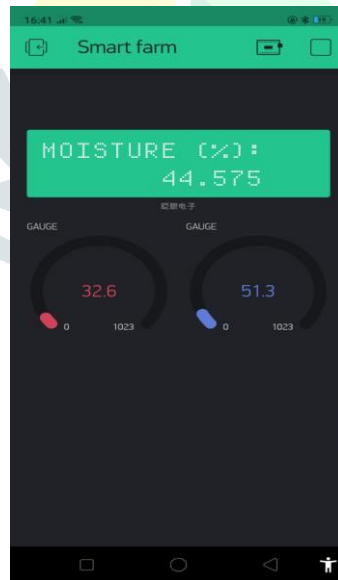 16:41
Smart farm
MOISTURE (%):
44.575
GAUGE GAUGE
32.6 51.3
0 1023 0 1023